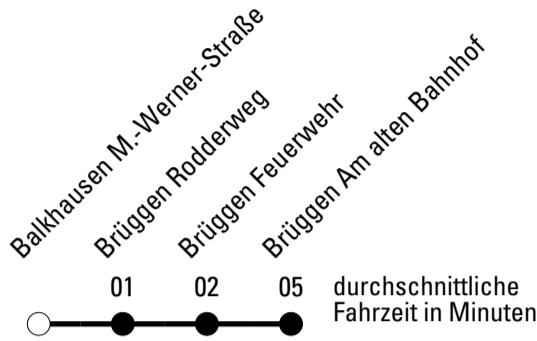 Balkhausen M.-Werner-Straße
Brüggen Rodderweg
Brüggen Feuerwehr
Brüggen Am alten Bahnhof
01 02 05 durchschnittliche
Fahrzeit in Minuten